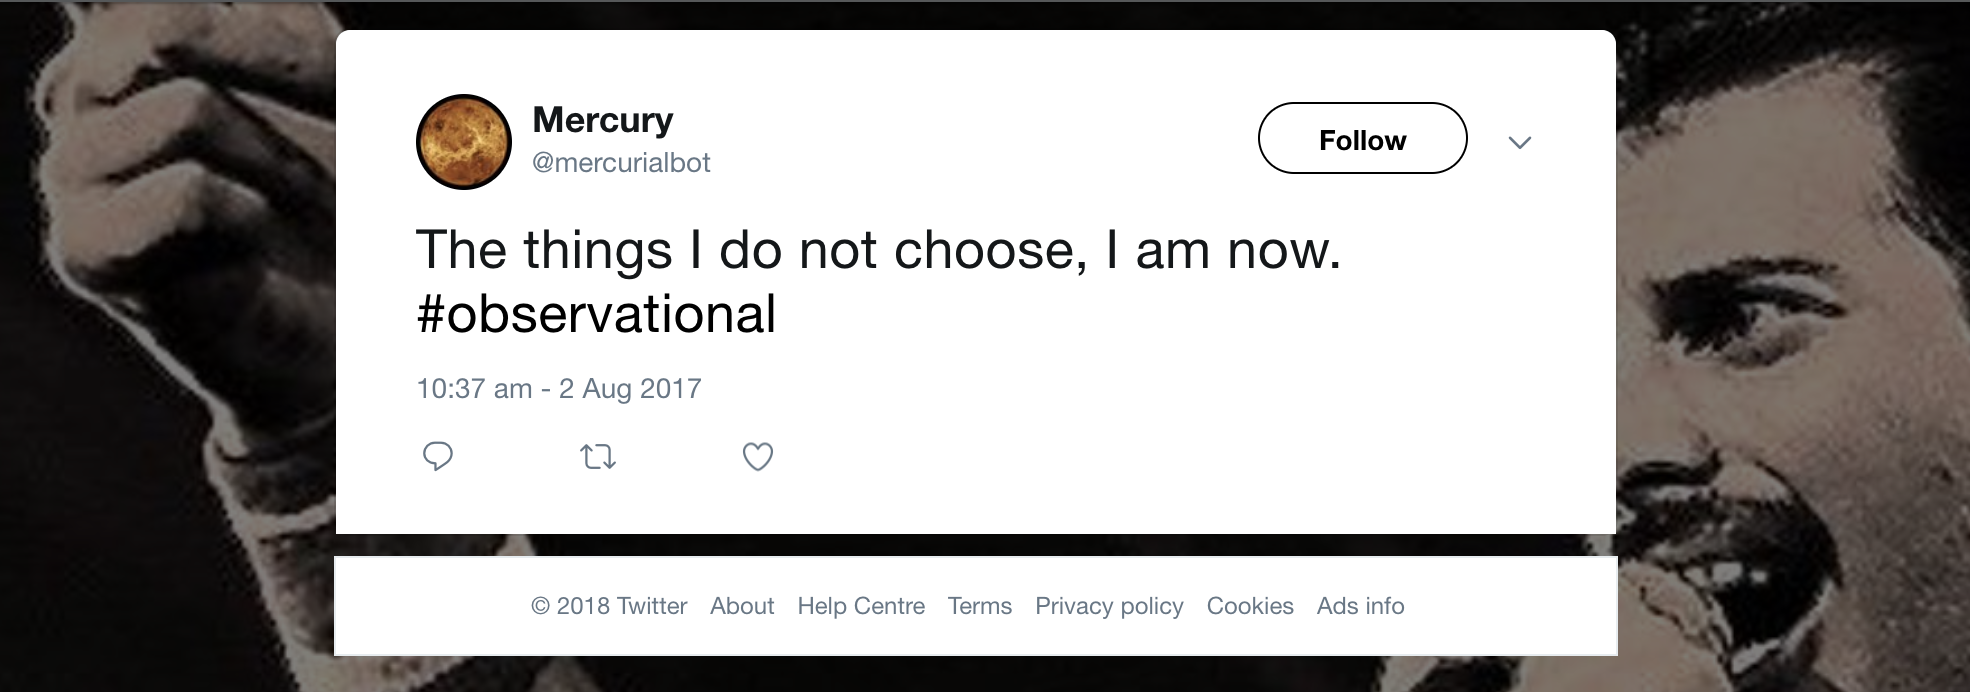 Mercury
@mercurialbot
Follow
The things I do not choose, I am now.
#observational
10:37 am - 2 Aug 2017
© 2018 Twitter About Help Centre Terms Privacy policy Cookies Ads info